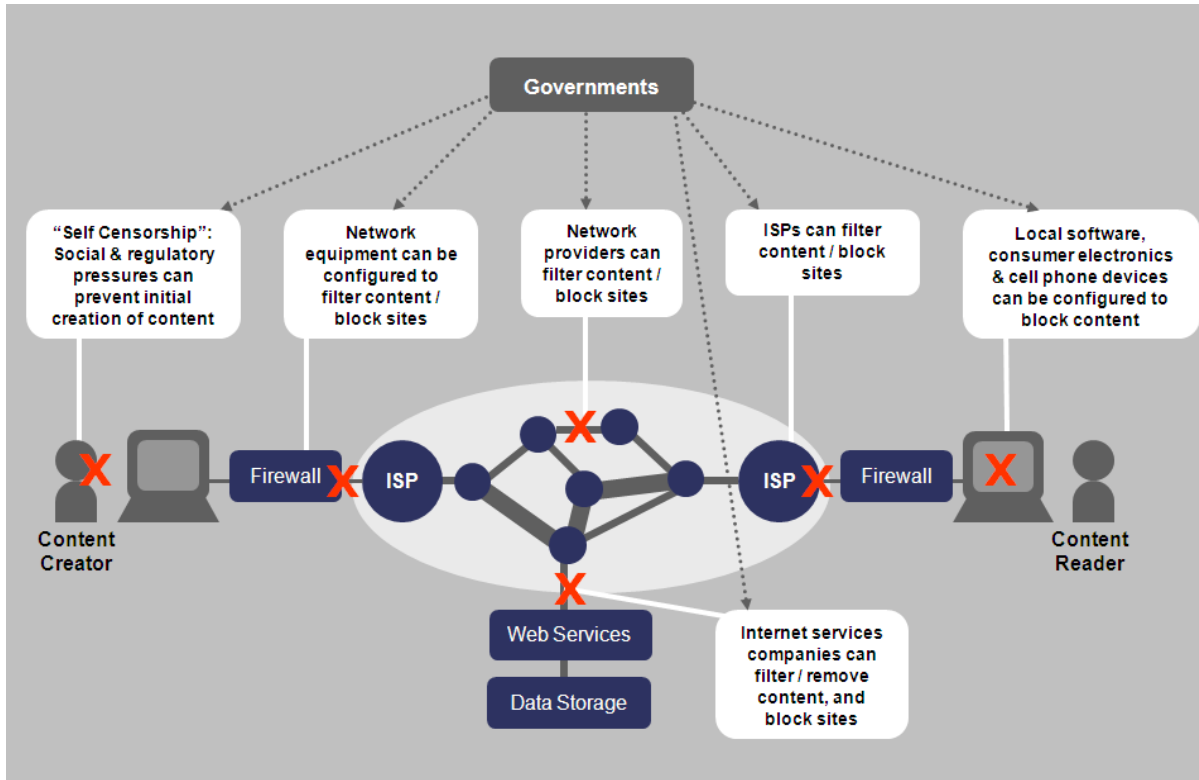 Governments
“Self Censorship”:
Social & regulatory
pressures can
prevent initial
creation of content
Network
equipment can be
configured to
filter content /
block sites
Network
providers can
filter content /
block sites
ISPs can filter
content / block
sites
Local software,
consumer electronics
& cell phone devices
can be configured to
block content
X
Firewall
X
ISP
X
ISP
X
Firewall
X
Content
Creator
Content
Reader
X
Web Services
Data Storage
Internet services
companies can
filter / remove
content, and
block sites